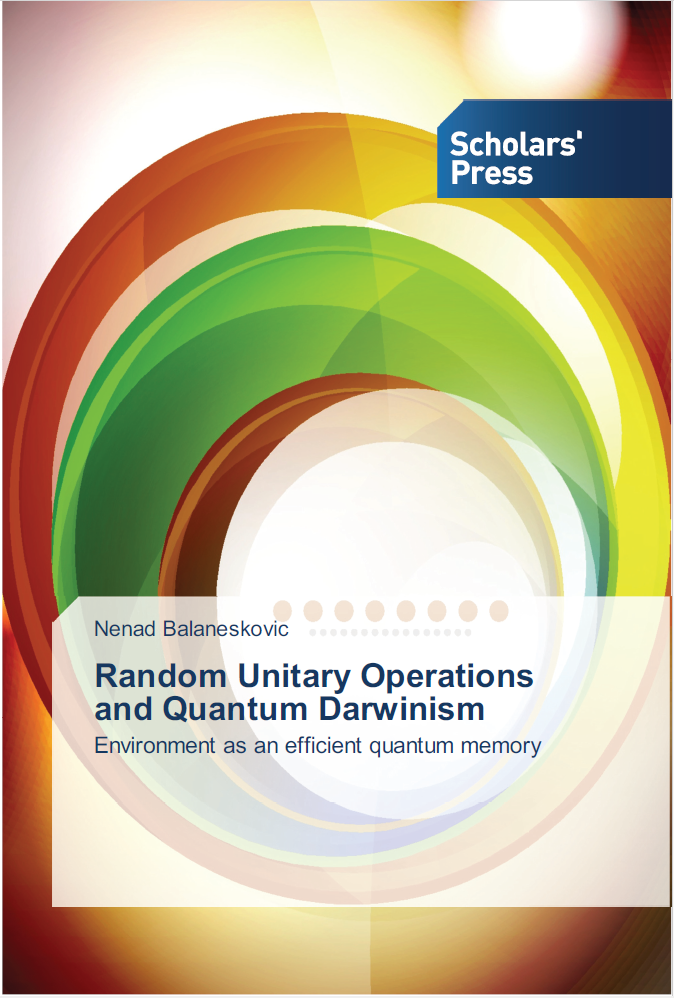 Scholars'
Press
Nenad Balaneskovic
Random Unitary Operations
and Quantum Darwinism
Environment as an efficient quantum memory